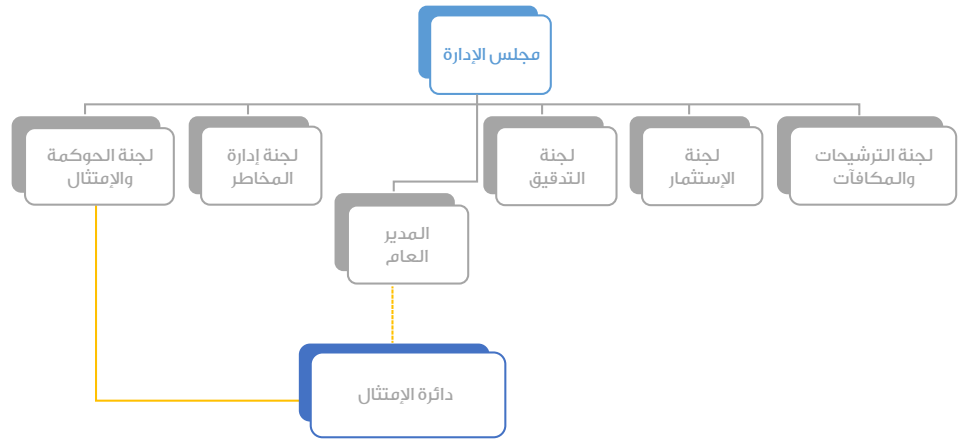 مجلس الإدارة
لجنة الترشيحات
والمكافآت
لجنة
الإستثمار
لجنة
التدقيق
لجنة إدارة
المخاطر
لجنة الحوكمة
والإمتثال
المدير
العام
دائرة الإمتثال